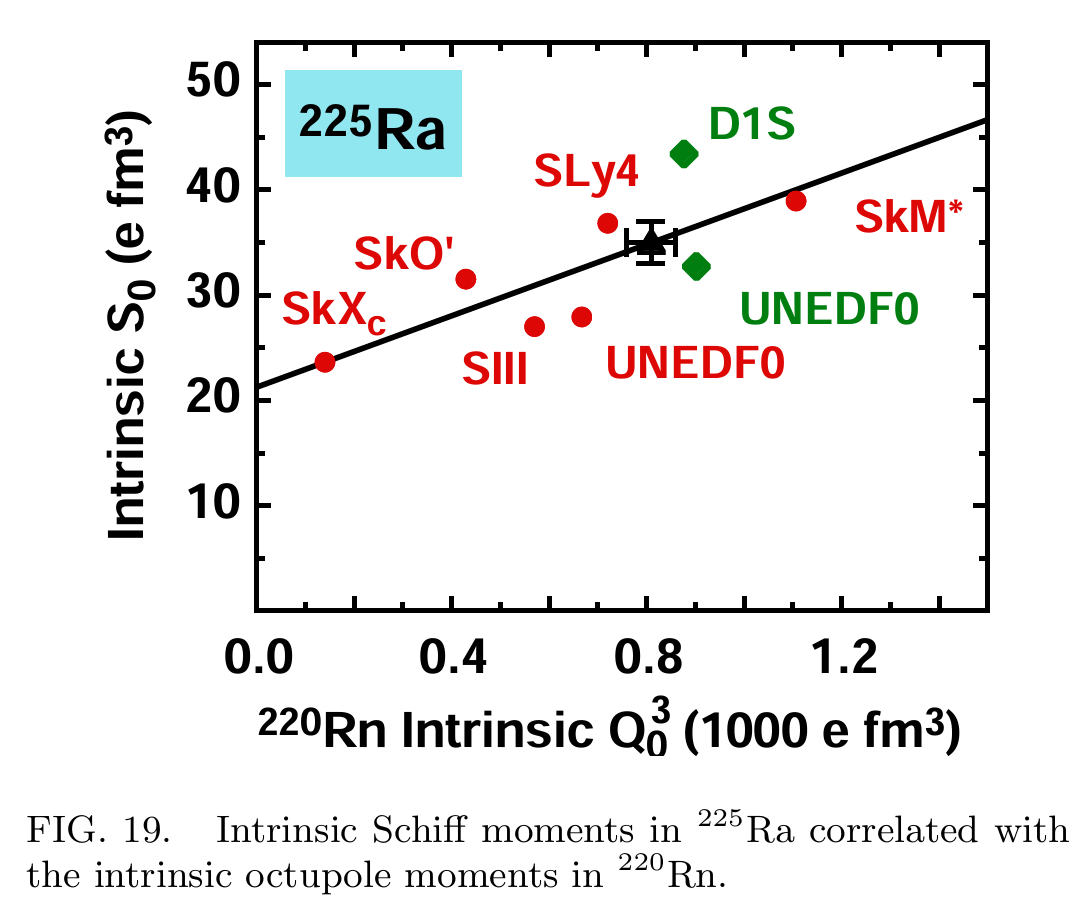 50
40
30
20
10
Intrinsic S₀ (e fm³)
²²⁵Ra
D1S
SLy4
SkM*
SkO'
SkX_c
UNEDF0
SIII
UNEDF0
0.0 0.4 0.8 1.2
²²⁰Rn Intrinsic Q₀³ (1000 e fm³)
FIG. 19. Intrinsic Schiff moments in ²²⁵Ra correlated with
the intrinsic octupole moments in ²²⁰Rn.